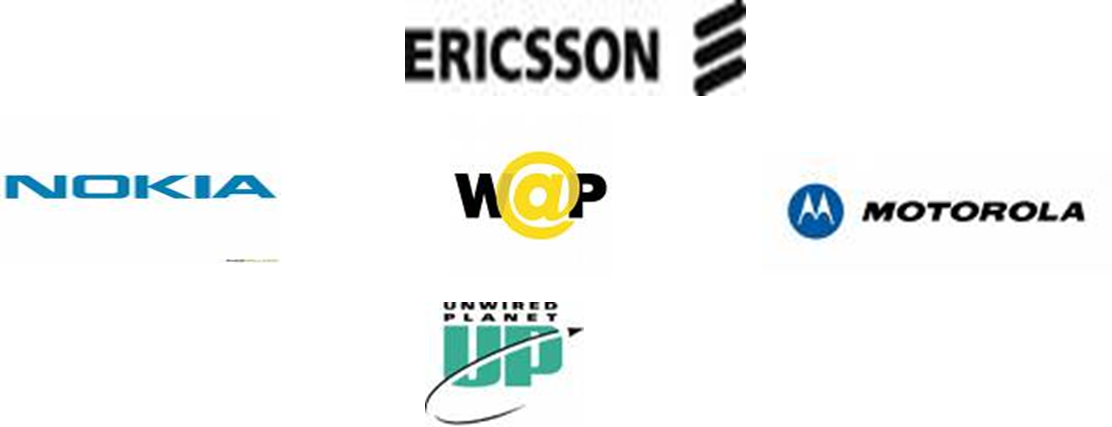 ERICSSON
NOKIA
W@P
MOTOROLA
UNWIRED
PLANET
UP